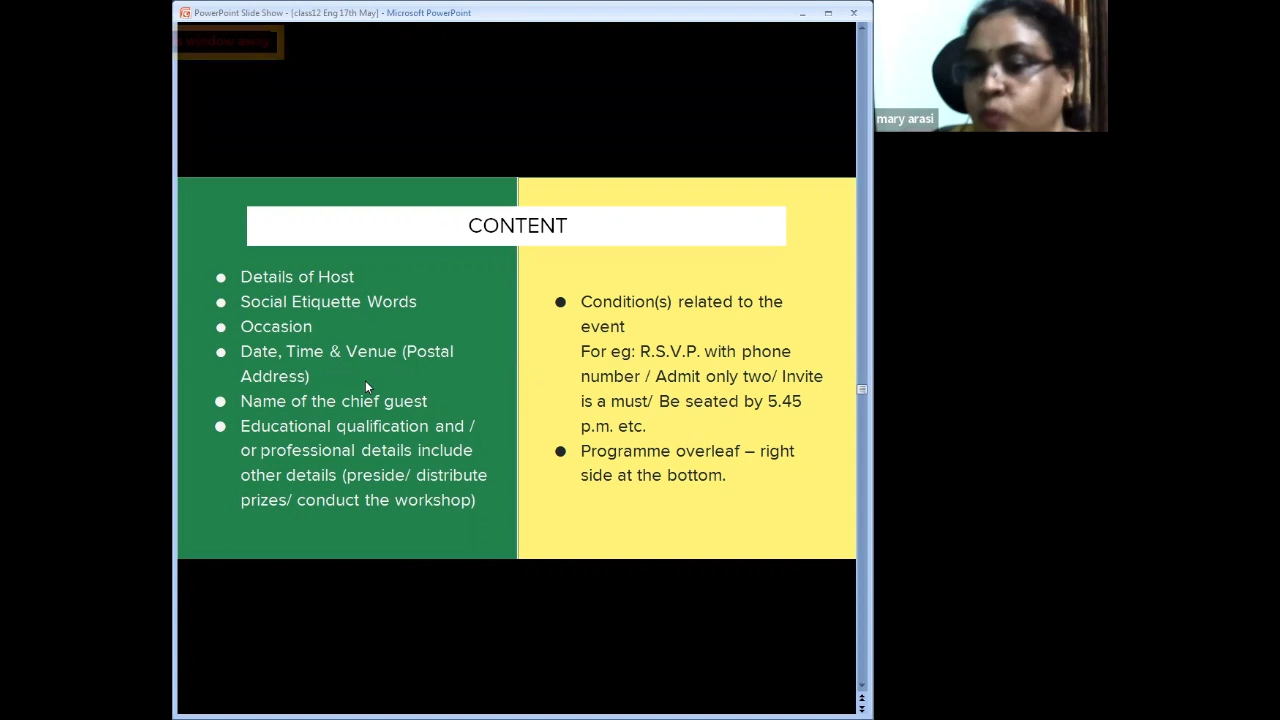 PowerPoint Slide Show - [class12 Eng 17th May] - Microsoft PowerPoint
window away
mary arasi
CONTENT
● Details of Host
● Social Etiquette Words
● Occasion
● Date, Time & Venue (Postal
Address)
● Name of the chief guest
● Educational qualification and /
or professional details include
other details (preside/ distribute
prizes/ conduct the workshop)
● Condition(s) related to the
event
For eg: R.S.V.P. with phone
number / Admit only two/ Invite
is a must/ Be seated by 5.45
p.m. etc.
● Programme overleaf – right
side at the bottom.